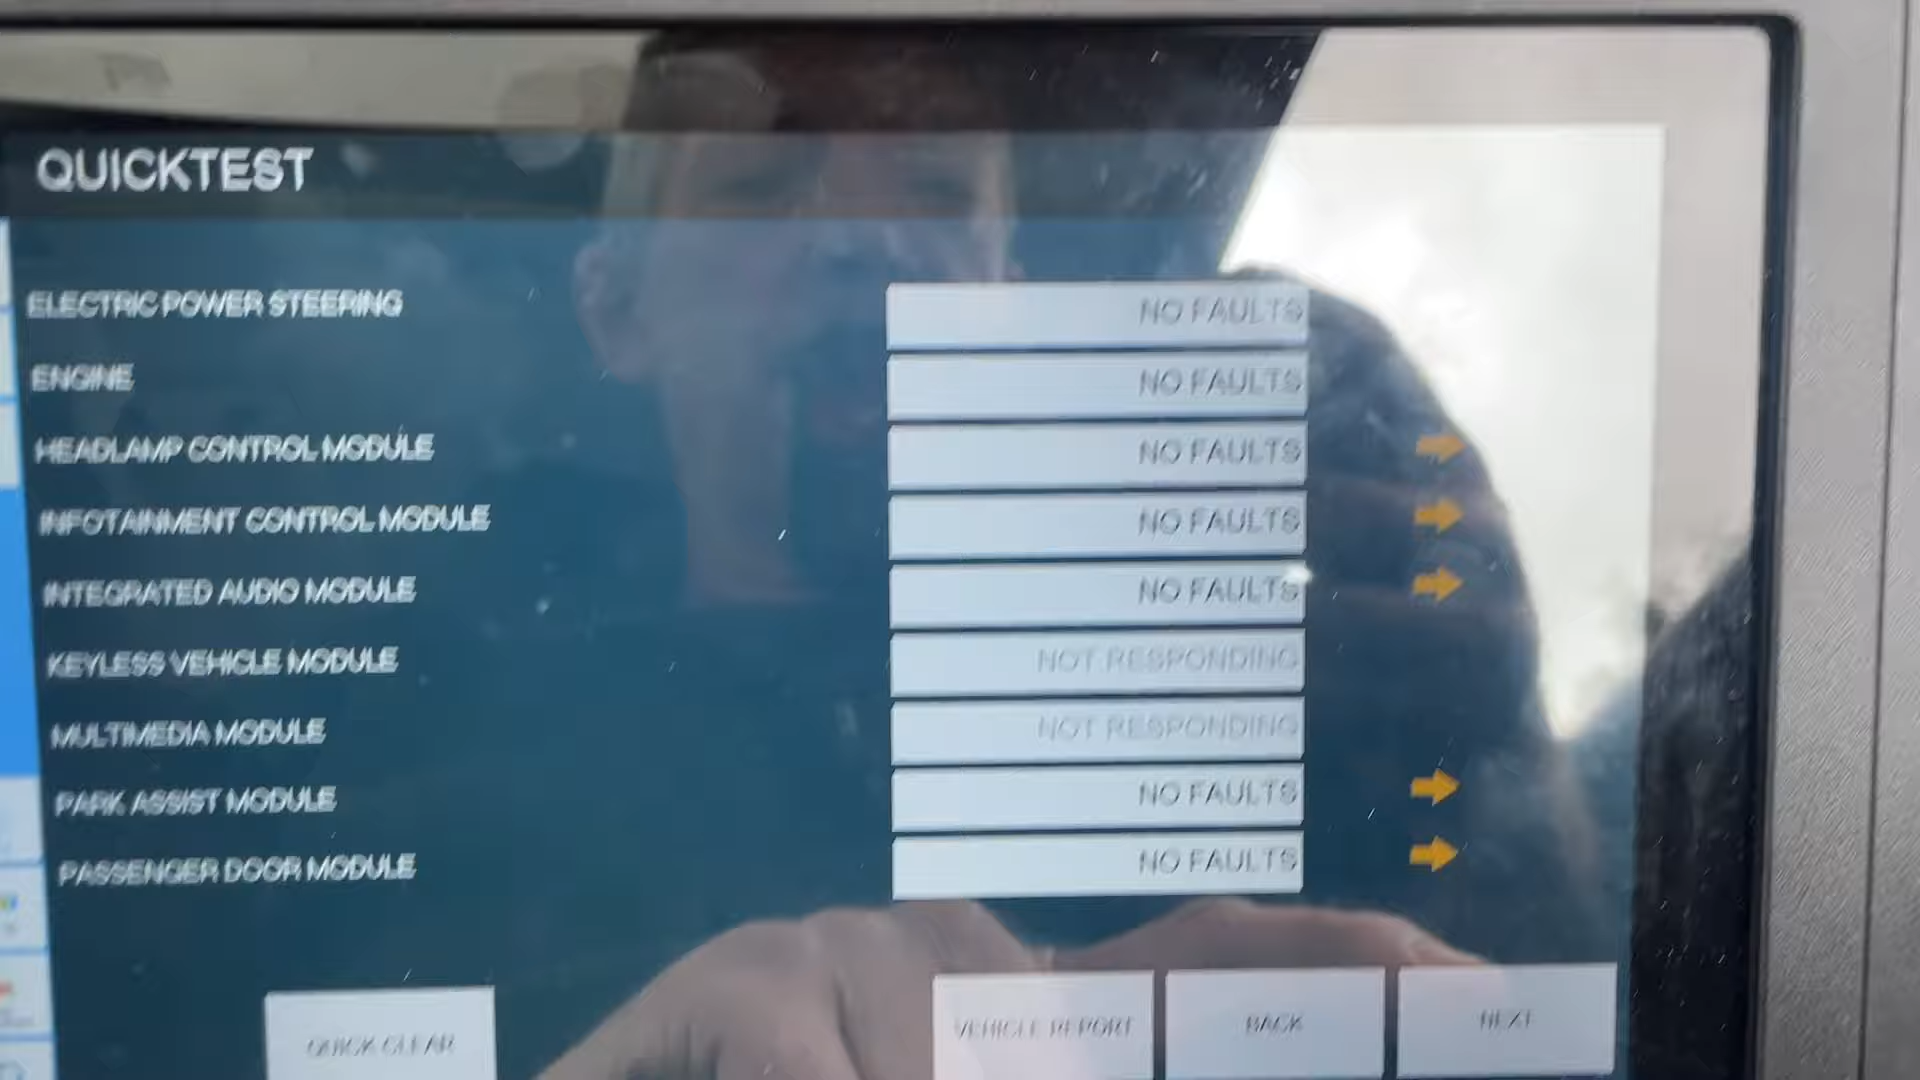 QUICKTEST
ELECTRIC POWER STEERING NO FAULTS
ENGINE NO FAULTS
HEADLAMP CONTROL MODULE NO FAULTS
INFOTAINMENT CONTROL MODULE NO FAULTS
INTEGRATED AUDIO MODULE NO FAULTS
KEYLESS VEHICLE MODULE NOT RESPONDING
MULTIMEDIA MODULE NOT RESPONDING
PARK ASSIST MODULE NO FAULTS
PASSENGER DOOR MODULE NO FAULTS
QUICK CLEAR VEHICLE REPORT BACK NEXT